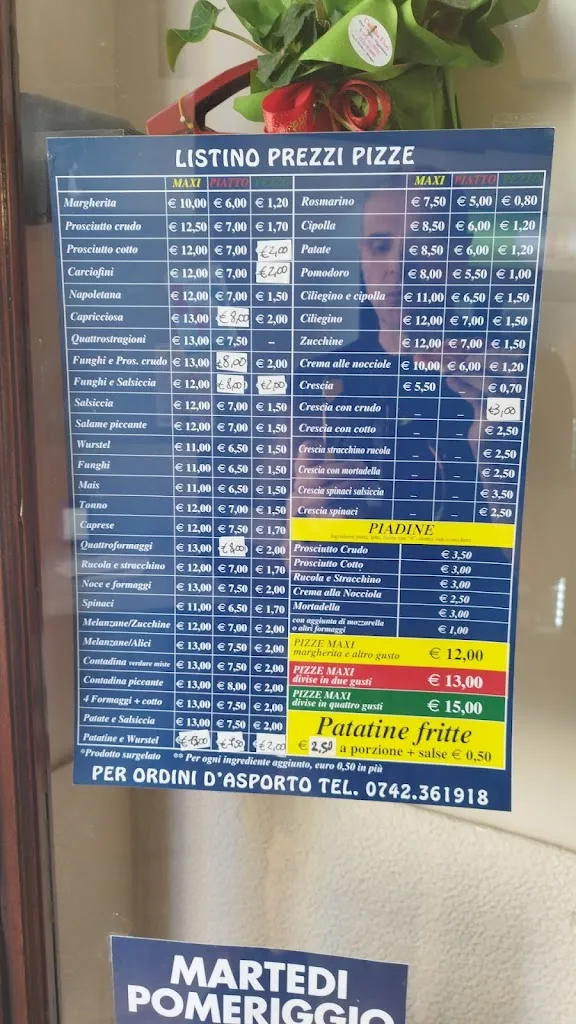 LISTINO PREZZI PIZZE
MAXI PIATTO
Margherita € 10,00 € 6,00 € 1,20
Prosciutto crudo € 12,50 € 7,00 € 1,70
Prosciutto cotto € 12,00 € 7,00 €2,00
Carciofini € 12,00 € 7,00 €2,00
Napoletana € 12,00 € 7,00 € 1,50
Capricciosa € 13,00 €8,00 € 2,00
Quattrostragioni € 13,00 € 7,50 –
Funghi e Pros. crudo € 13,00 €8,00 € 2,00
Funghi e Salsiccia € 12,00 €8,00 €2,00
Salsiccia € 12,00 € 7,00 € 1,50
Salame piccante € 12,00 € 7,00 € 1,50
Wurstel € 11,00 € 6,50 € 1,50
Funghi € 11,00 € 6,50 € 1,50
Mais € 11,00 € 6,50 € 1,50
Tonno € 12,00 € 7,00 € 1,50
Caprese € 12,00 € 7,50 € 1,70
Quattroformaggi € 13,00 €8,00 € 2,00
Rucola e stracchino € 12,00 € 7,00 € 1,70
Noce e formaggi € 13,00 € 7,50 € 2,00
Spinaci € 11,00 € 6,50 € 1,70
Melanzane/Zucchine € 12,00 € 7,00 € 2,00
Melanzane/Alici € 13,00 € 7,50 € 2,00
Contadina verdure miste € 13,00 € 7,50 € 2,00
Contadina piccante € 13,00 € 8,00 € 2,00
4 Formaggi + cotto € 13,00 € 7,50 € 2,00
Patate e Salsiccia € 13,00 € 7,50 € 2,00
Patatine e Wurstel €13,00 €7,50 €2,00
MAXI PIATTO
Rosmarino € 7,50 € 5,00 € 0,80
Cipolla € 8,50 € 6,00 € 1,20
Patate € 8,50 € 6,00 € 1,20
Pomodoro € 8,00 € 5,50 € 1,00
Ciliegino e cipolla € 11,00 € 6,50 € 1,50
Ciliegino € 12,00 € 7,00 € 1,50
Zucchine € 12,00 € 7,00 € 1,50
Crema alle nocciole € 10,00 € 6,00 € 1,20
Crescia € 5,50 – € 0,70
Crescia con crudo – – €3,00
Crescia con cotto – – € 2,50
Crescia stracchino rucola – – € 2,50
Crescia con mortadella – – € 2,50
Crescia spinaci salsiccia – – € 3,50
Crescia spinaci – – € 2,50
PIADINE
Prosciutto Crudo € 3,50
Prosciutto Cotto € 3,00
Rucola e Stracchino € 3,00
Crema alla Nocciola € 2,50
Mortadella € 3,00
con aggiunta di mozzarella
o altri formaggi € 1,00
PIZZE MAXI
margherita e altro gusto € 12,00
PIZZE MAXI
divise in due gusti € 13,00
PIZZE MAXI
divise in quattro gusti € 15,00
Patatine fritte
€ 2,50 a porzione + salse € 0,50
*Prodotto surgelato ** Per ogni ingrediente aggiunto, euro 0,50 in più
PER ORDINI D'ASPORTO TEL. 0742.361918
MARTEDI
POMERIGGIO